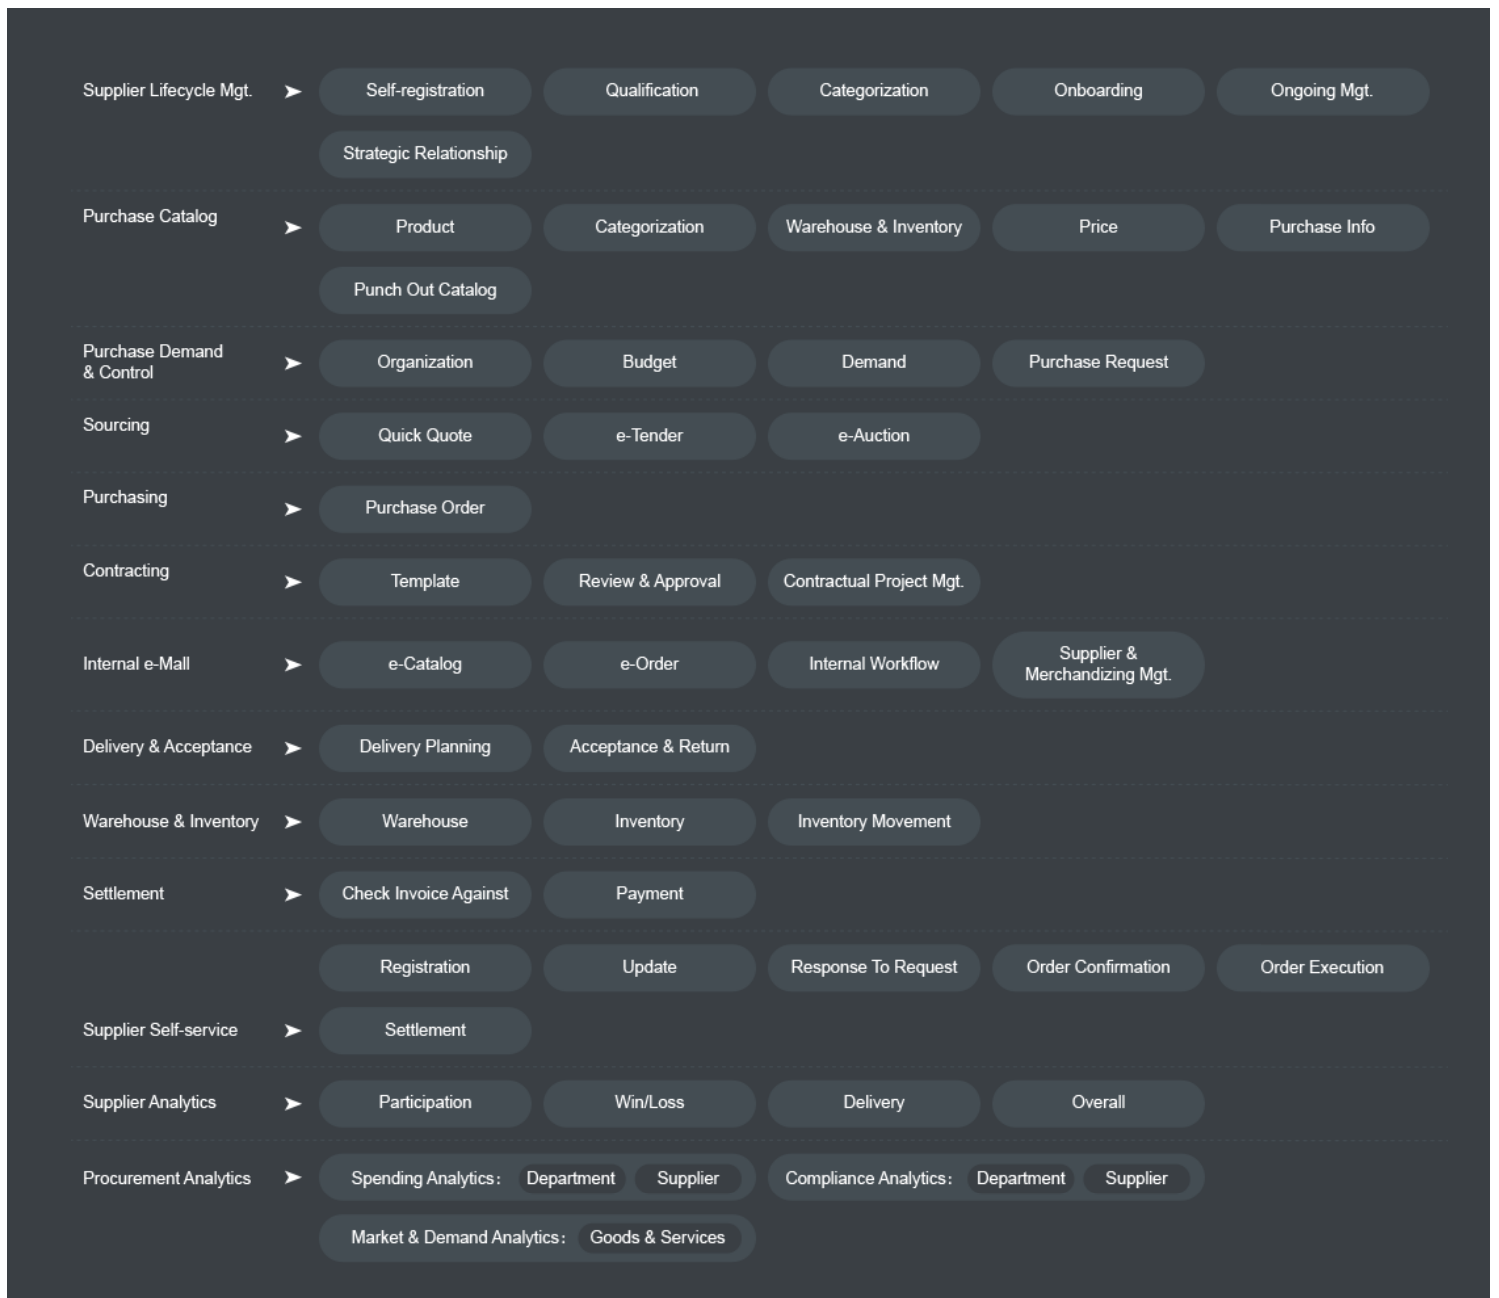 Supplier Lifecycle Mgt. ➤ Self-registration Qualification Categorization Onboarding Ongoing Mgt.
Strategic Relationship
Purchase Catalog ➤ Product Categorization Warehouse & Inventory Price Purchase Info
Punch Out Catalog
Purchase Demand
& Control ➤ Organization Budget Demand Purchase Request
Sourcing ➤ Quick Quote e-Tender e-Auction
Purchasing ➤ Purchase Order
Contracting ➤ Template Review & Approval Contractual Project Mgt.
Internal e-Mall ➤ e-Catalog e-Order Internal Workflow Supplier &
Merchandizing Mgt.
Delivery & Acceptance ➤ Delivery Planning Acceptance & Return
Warehouse & Inventory ➤ Warehouse Inventory Inventory Movement
Settlement ➤ Check Invoice Against Payment
Registration Update Response To Request Order Confirmation Order Execution
Supplier Self-service ➤ Settlement
Supplier Analytics ➤ Participation Win/Loss Delivery Overall
Procurement Analytics ➤ Spending Analytics: Department Supplier Compliance Analytics: Department Supplier
Market & Demand Analytics: Goods & Services